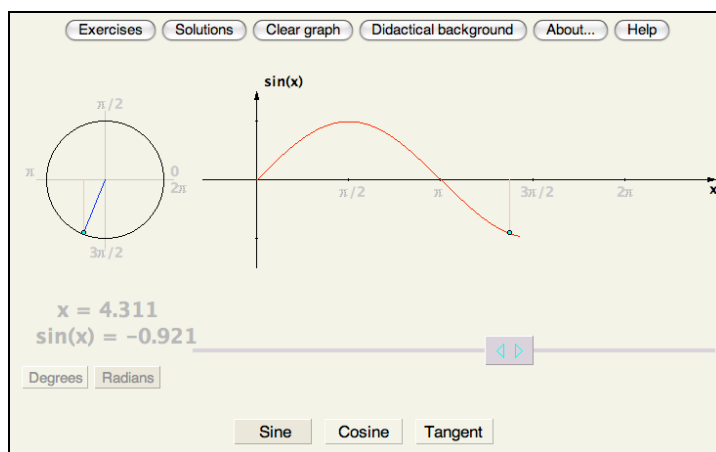 Exercises Solutions Clear graph Didactical background About... Help
sin(x)
π/2
π
0
2π
3π/2
π/2 π 3π/2 2π
x
x = 4.311
sin(x) = −0.921
Degrees Radians
Sine Cosine Tangent